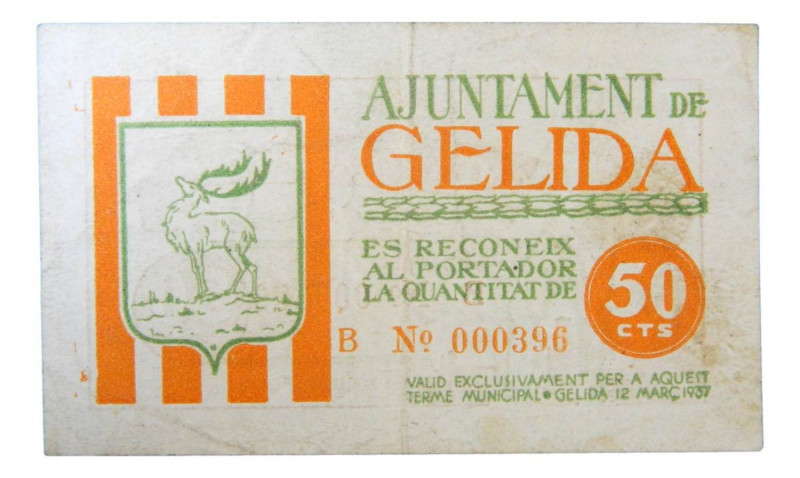 AJUNTAMENT DE
GELIDA
ES RECONEIX
AL PORTADOR
LA QUANTITAT DE
50
CTS
B Nº 000396
VALID EXCLUSIVAMENT PER A AQUEST
TERME MUNICIPAL • GELIDA 12 MARÇ 1937